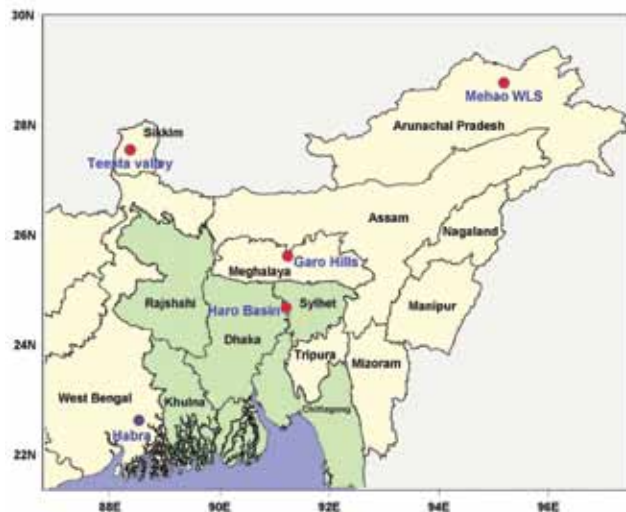 30N
Mehao WLS
28N
Sikkim
Arunachal Pradesh
Teesta valley
Assam
26N
Nagaland
Garo Hills
Meghalaya
Rajshahi
Sylhet
Manipur
Haro Basin
Dhaka
24N
Tripura
Mizoram
West Bengal
Khulna
Chittagong
Habra
22N
88E
90E
92E
94E
96E